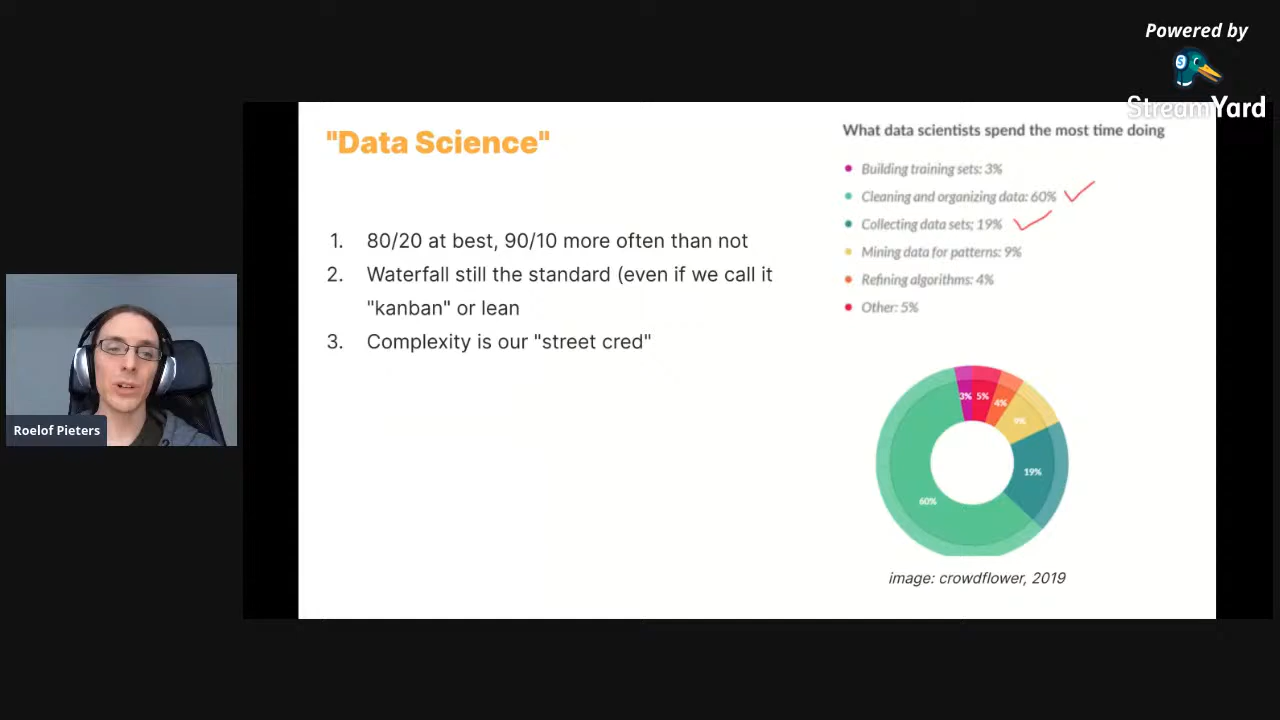 Powered by
StreamYard
"Data Science"
1. 80/20 at best, 90/10 more often than not
2. Waterfall still the standard (even if we call it
"kanban" or lean
3. Complexity is our "street cred"
What data scientists spend the most time doing
Building training sets: 3%
Cleaning and organizing data: 60%
Collecting data sets; 19%
Mining data for patterns: 9%
Refining algorithms: 4%
Other: 5%
3%
5%
4%
9%
19%
60%
image: crowdflower, 2019
Roelof Pieters